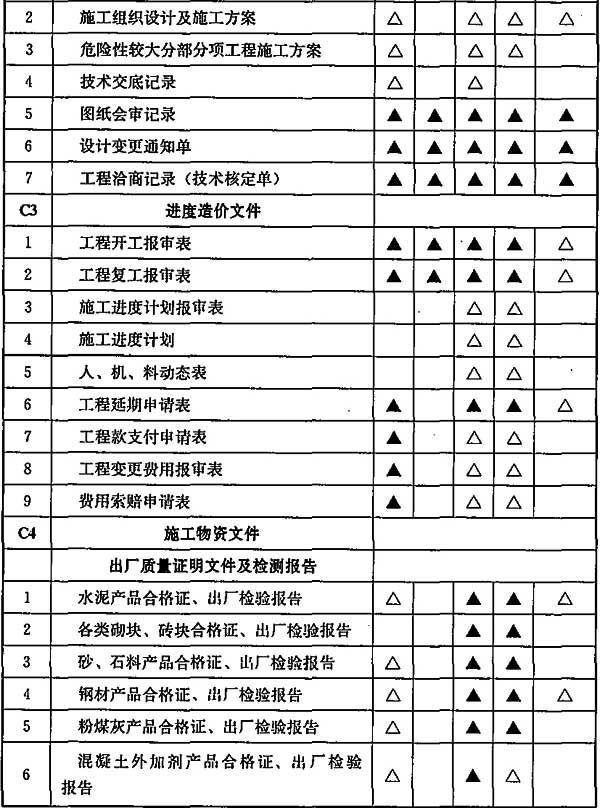 2 施工组织设计及施工方案 △ △ △ △
3 危险性较大分部分项工程施工方案 △ △ △
4 技术交底记录 △ △
5 图纸会审记录 ▲ ▲ ▲ ▲ ▲
6 设计变更通知单 ▲ ▲ ▲ ▲ ▲
7 工程洽商记录（技术核定单） ▲ ▲ ▲ ▲ ▲
C3 进度造价文件
1 工程开工报审表 ▲ ▲ ▲ ▲ △
2 工程复工报审表 ▲ ▲ ▲ ▲ △
3 施工进度计划报审表 △ △
4 施工进度计划 △ △
5 人、机、料动态表 △ △
6 工程延期申请表 ▲ ▲ ▲ △
7 工程款支付申请表 ▲ △ △
8 工程变更费用报审表 ▲ △ △
9 费用索赔申请表 ▲ △ △
C4 施工物资文件
出厂质量证明文件及检测报告
1 水泥产品合格证、出厂检验报告 △ ▲ ▲ △
2 各类砌块、砖块合格证、出厂检验报告 ▲ ▲
3 砂、石料产品合格证、出厂检验报告 △ ▲ ▲
4 钢材产品合格证、出厂检验报告 △ ▲ ▲ △
5 粉煤灰产品合格证、出厂检验报告 △ ▲ ▲
6 混凝土外加剂产品合格证、出厂检验 △ ▲ △
报告